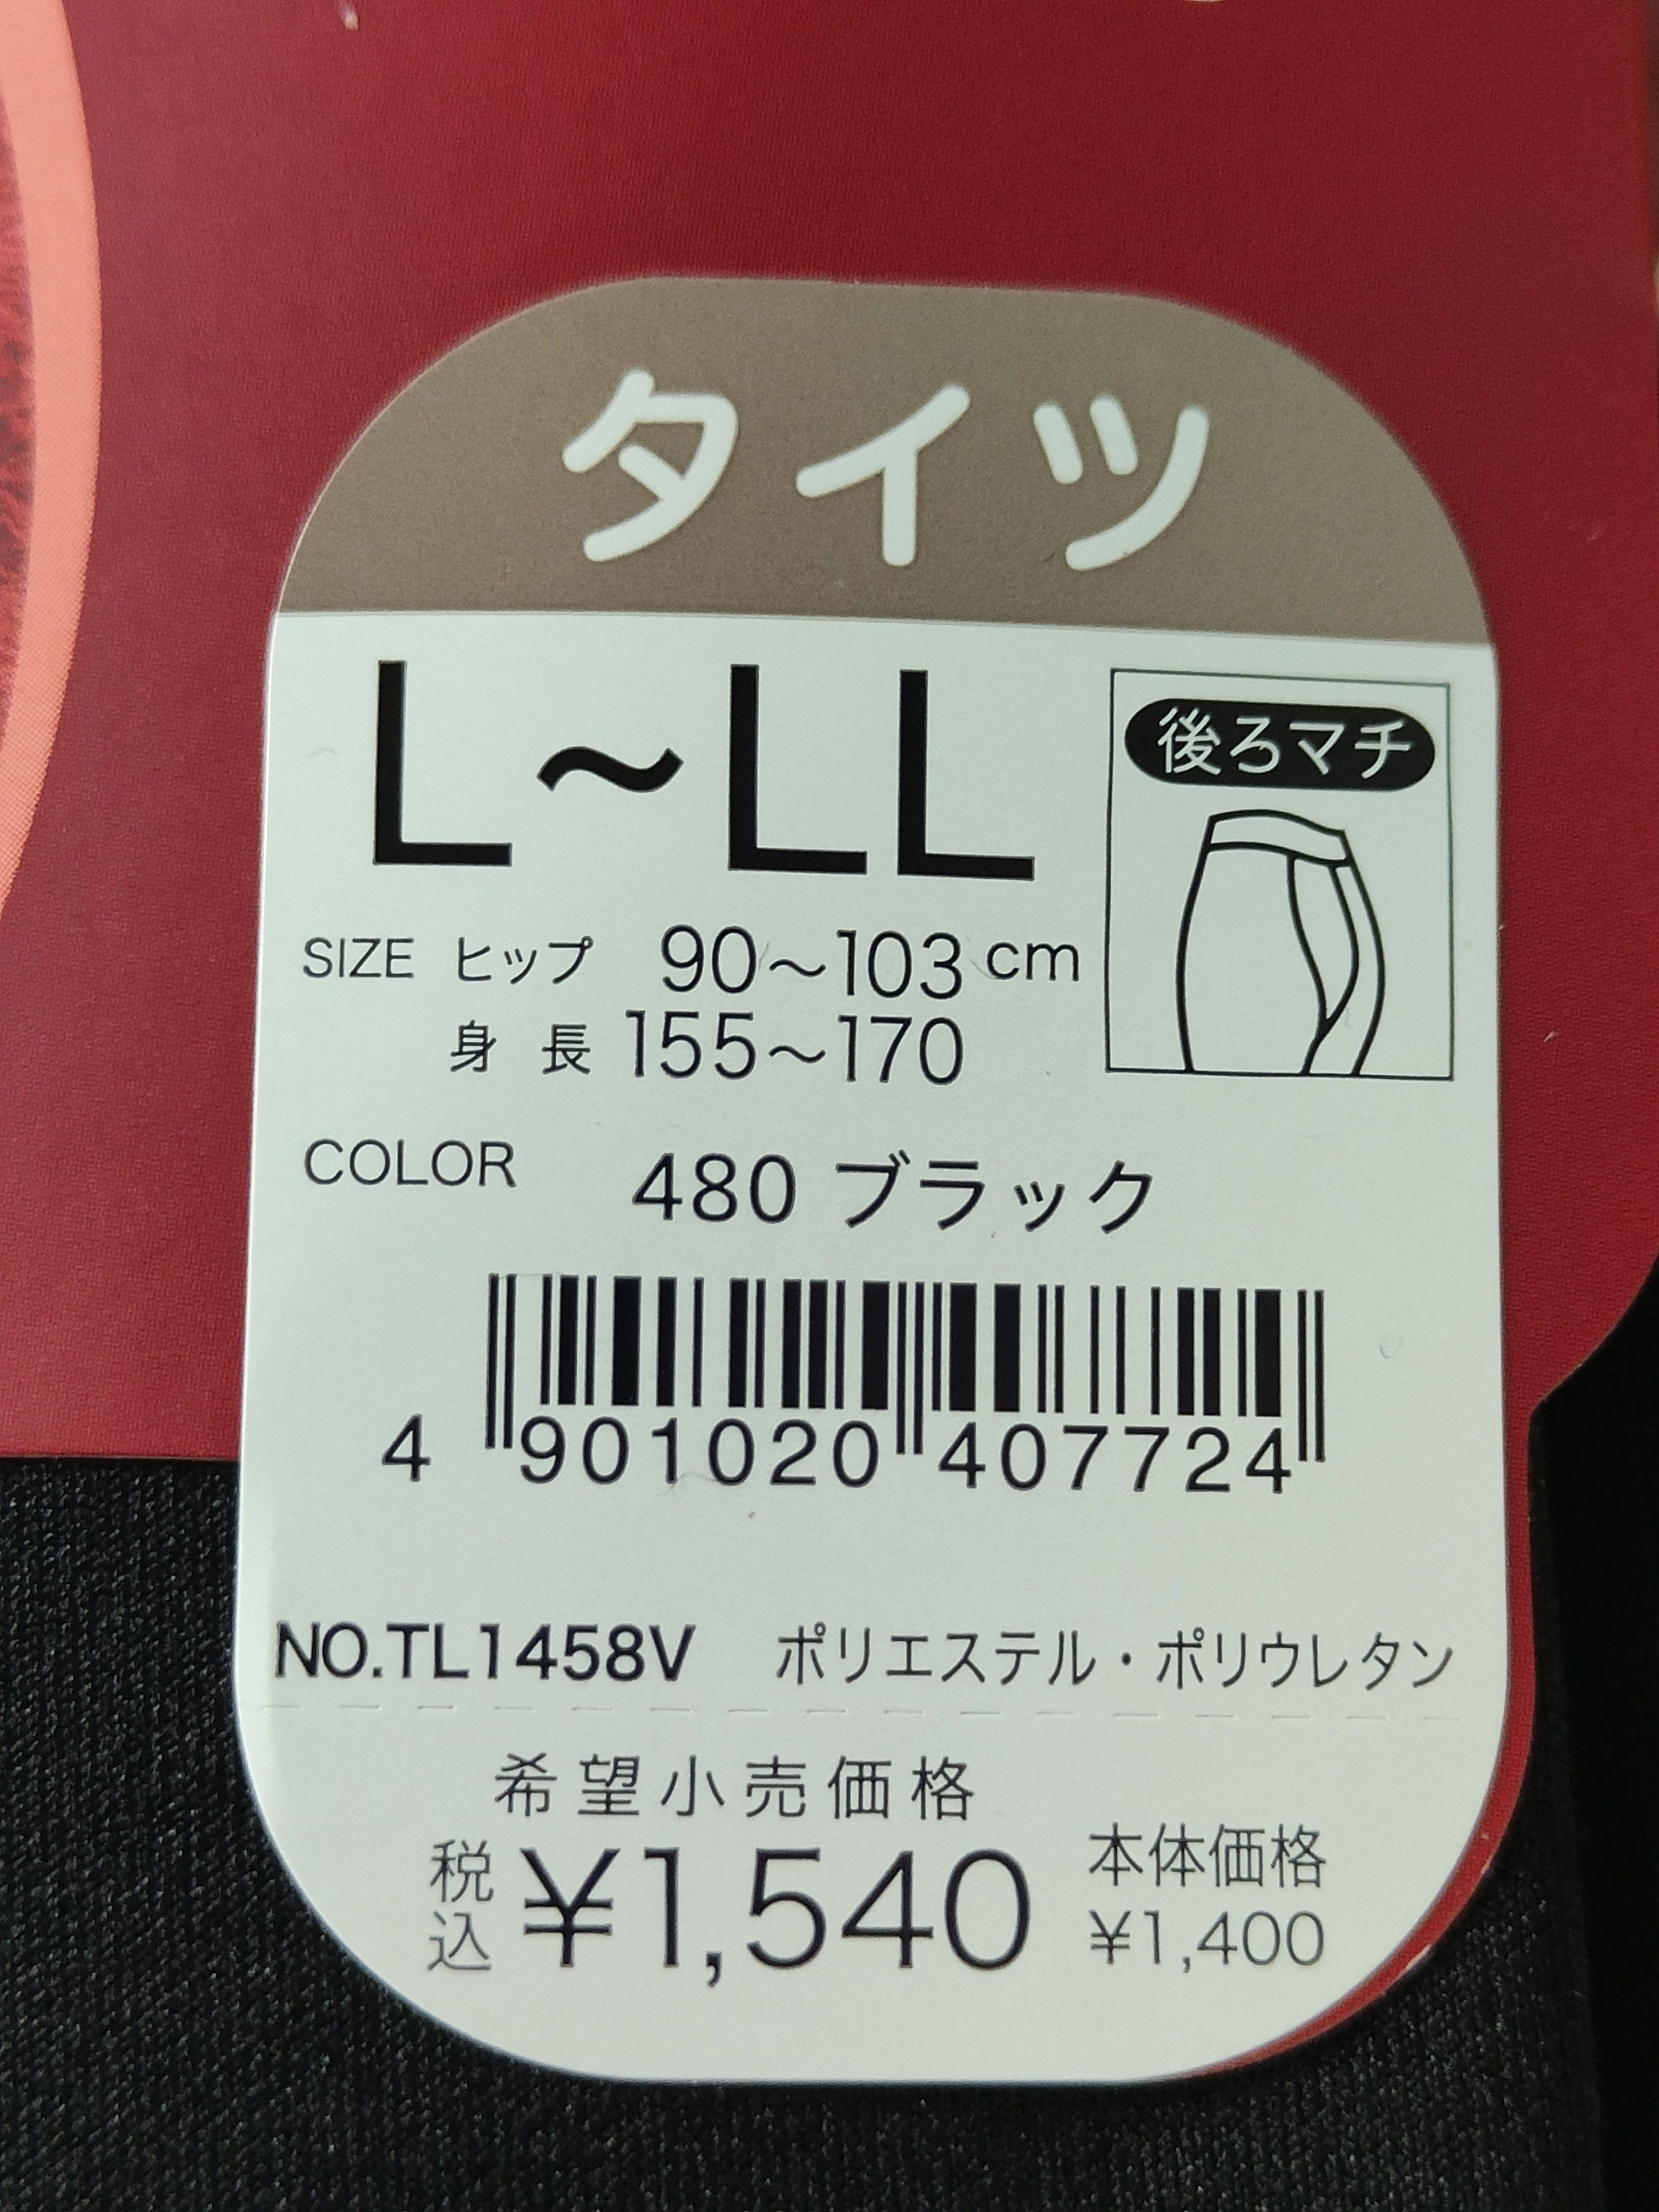 タイツ
L~LL
後ろマチ
SIZE ヒップ 90~103cm
身長 155~170
COLOR 480 ブラック
4 901020 407724
NO.TL1458V ポリエステル・ポリウレタン
希望小売価格
税込 ¥1,540
本体価格
¥1,400